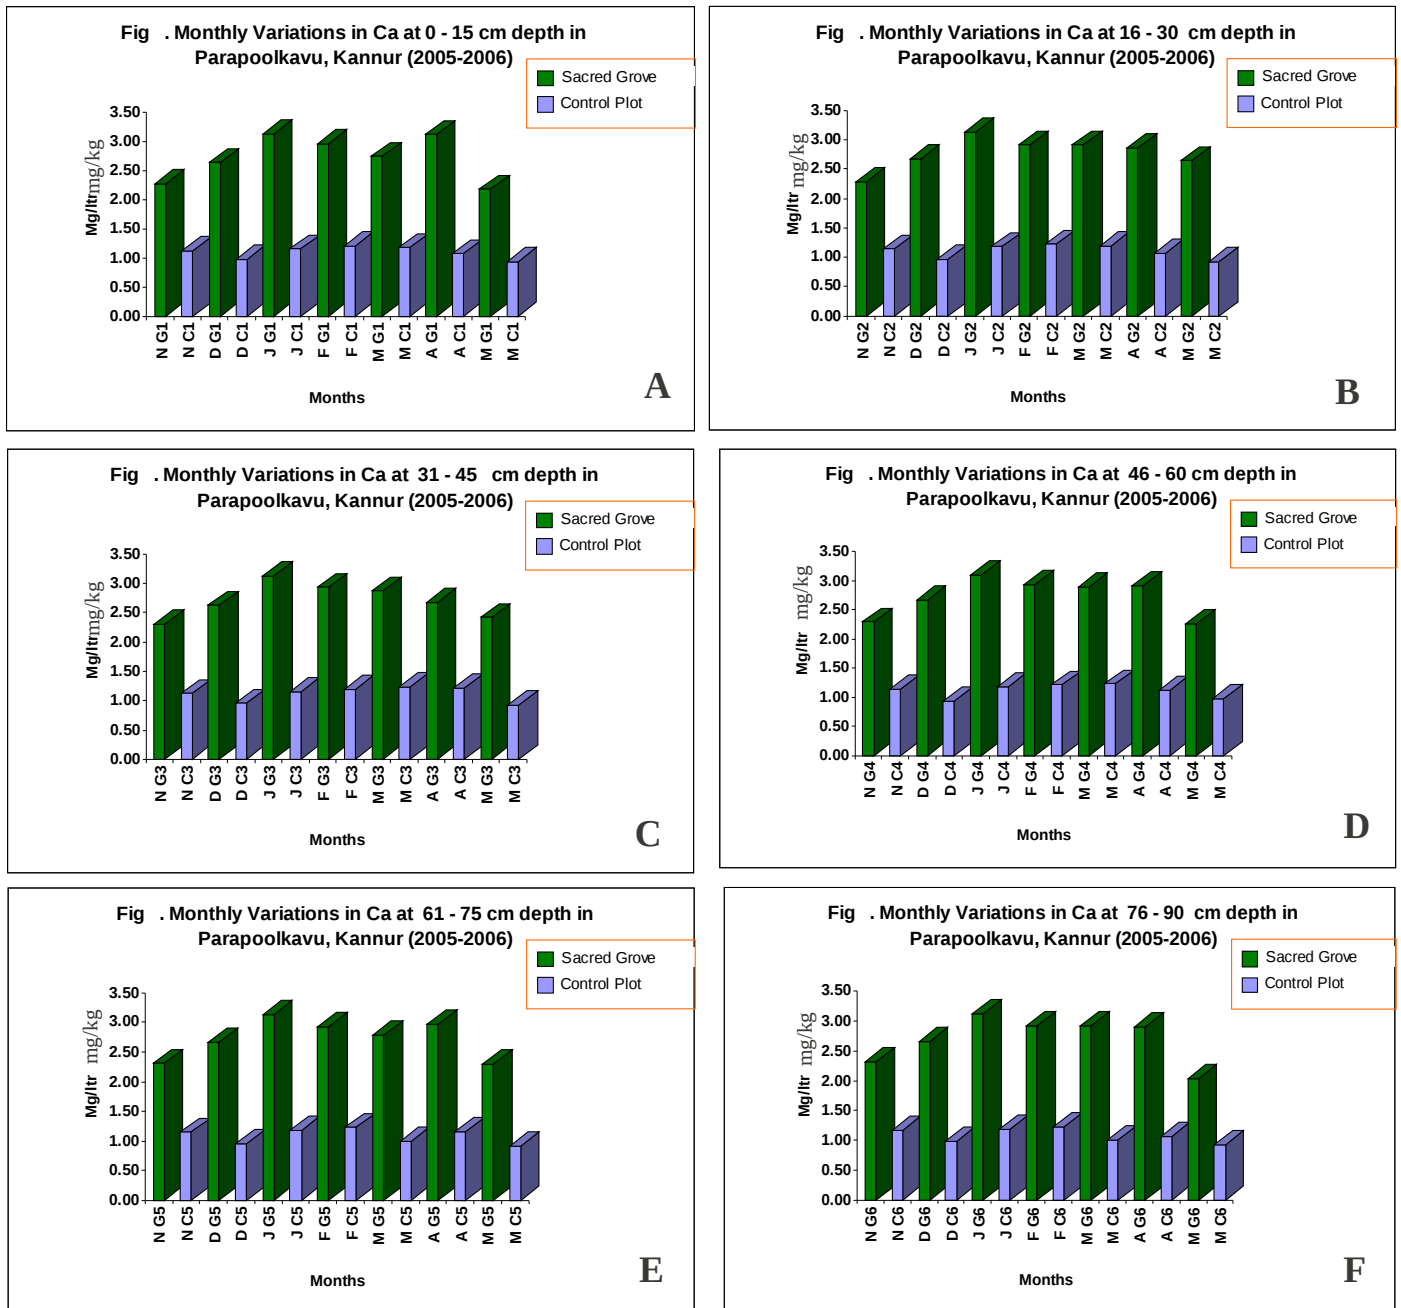 Fig . Monthly Variations in Ca at 0 - 15 cm depth in
Parapoolkavu, Kannur (2005-2006)
Sacred Grove
Control Plot
Mg/ltr mg/kg
3.50
3.00
2.50
2.00
1.50
1.00
0.50
0.00
N G1
N C1
D G1
D C1
J G1
J C1
F G1
F C1
M G1
M C1
A G1
A C1
M G1
M C1
Months
A
Fig . Monthly Variations in Ca at 16 - 30 cm depth in
Parapoolkavu, Kannur (2005-2006)
Sacred Grove
Control Plot
Mg/ltr mg/kg
3.50
3.00
2.50
2.00
1.50
1.00
0.50
0.00
N G2
N C2
D G2
D C2
J G2
J C2
F G2
F C2
M G2
M C2
A G2
A C2
M G2
M C2
Months
B
Fig . Monthly Variations in Ca at 31 - 45 cm depth in
Parapoolkavu, Kannur (2005-2006)
Sacred Grove
Control Plot
Mg/ltr mg/kg
3.50
3.00
2.50
2.00
1.50
1.00
0.50
0.00
N G3
N C3
D G3
D C3
J G3
J C3
F G3
F C3
M G3
M C3
A G3
A C3
M G3
M C3
Months
C
Fig . Monthly Variations in Ca at 46 - 60 cm depth in
Parapoolkavu, Kannur (2005-2006)
Sacred Grove
Control Plot
Mg/ltr mg/kg
3.50
3.00
2.50
2.00
1.50
1.00
0.50
0.00
N G4
N C4
D G4
D C4
J G4
J C4
F G4
F C4
M G4
M C4
A G4
A C4
M G4
M C4
Months
D
Fig . Monthly Variations in Ca at 61 - 75 cm depth in
Parapoolkavu, Kannur (2005-2006)
Sacred Grove
Control Plot
Mg/ltr mg/kg
3.50
3.00
2.50
2.00
1.50
1.00
0.50
0.00
N G5
N C5
D G5
D C5
J G5
J C5
F G5
F C5
M G5
M C5
A G5
A C5
M G5
M C5
Months
E
Fig . Monthly Variations in Ca at 76 - 90 cm depth in
Parapoolkavu, Kannur (2005-2006)
Sacred Grove
Control Plot
Mg/ltr mg/kg
3.50
3.00
2.50
2.00
1.50
1.00
0.50
0.00
N G6
N C6
D G6
D C6
J G6
J C6
F G6
F C6
M G6
M C6
A G6
A C6
M G6
M C6
Months
F